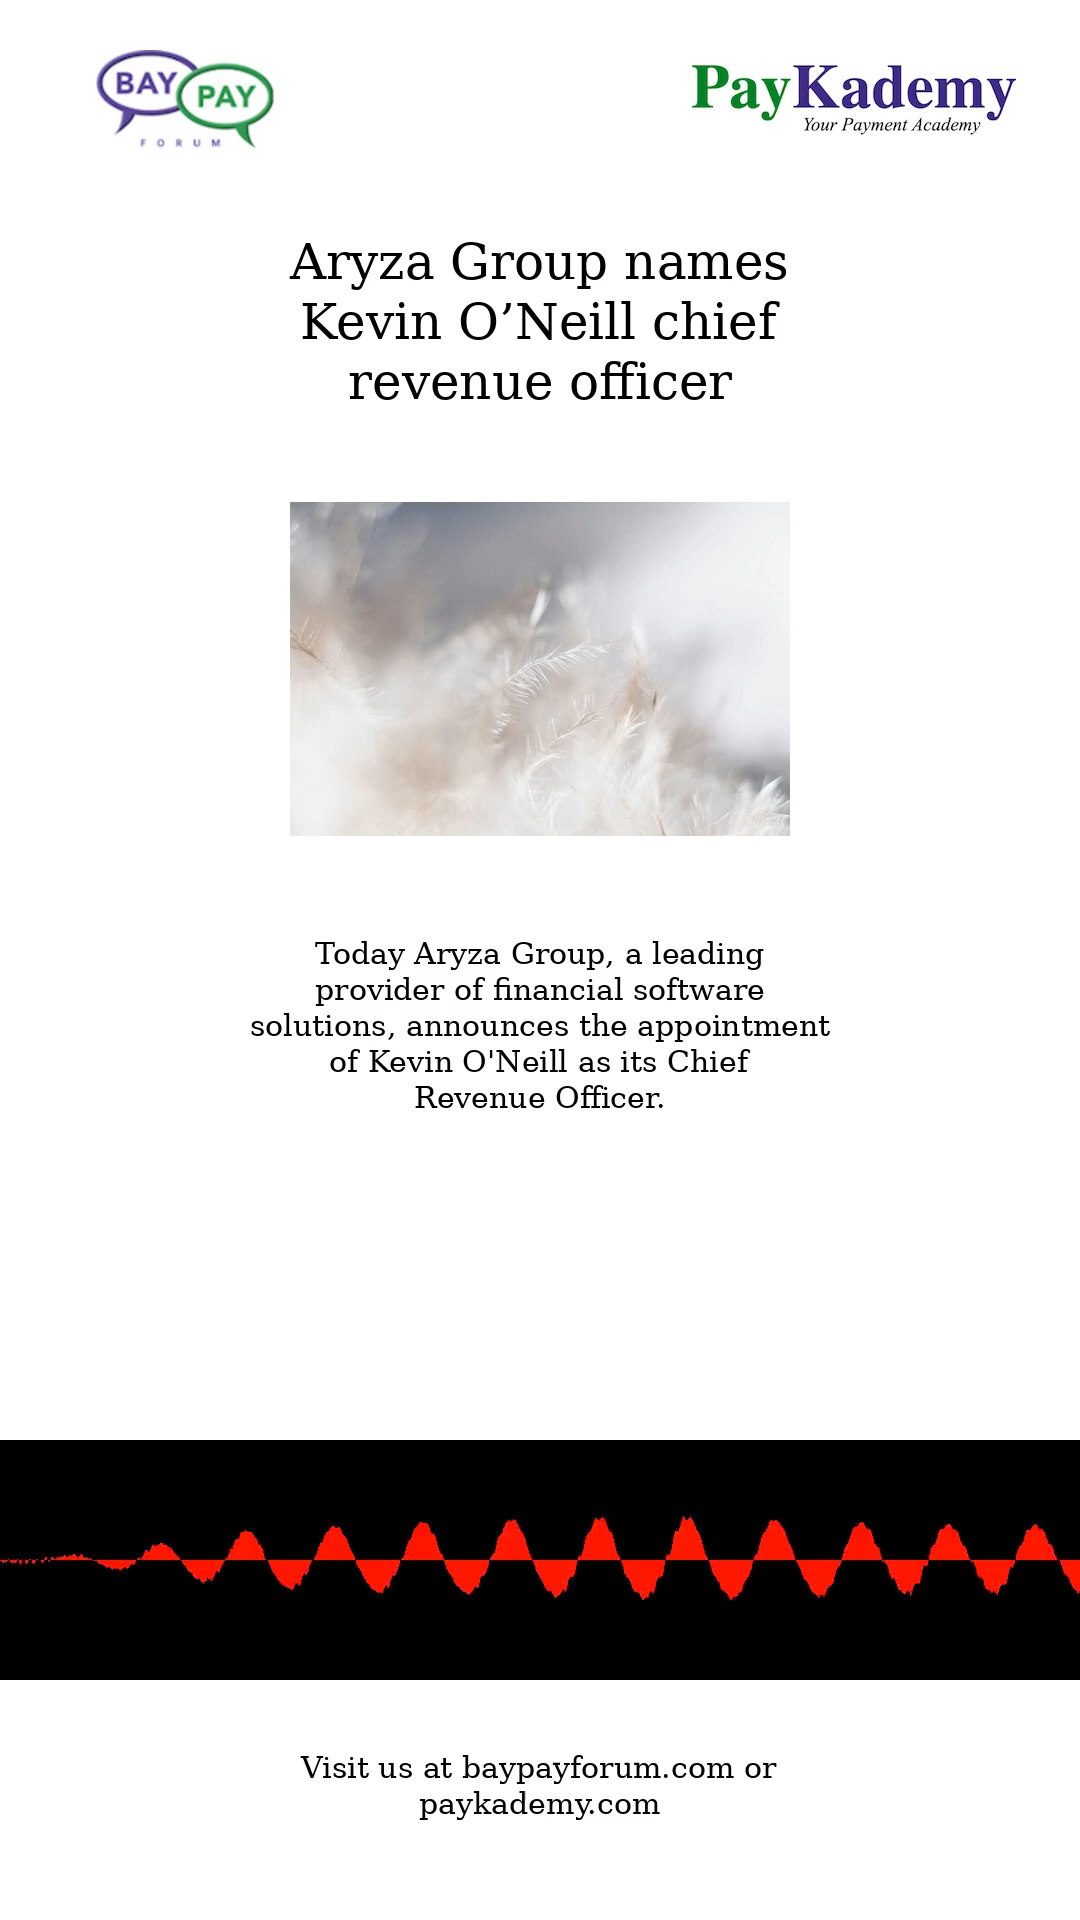 BAY PAY
FORUM
PayKademy
Your Payment Academy
Aryza Group names
Kevin O’Neill chief
revenue officer
Today Aryza Group, a leading
provider of financial software
solutions, announces the appointment
of Kevin O'Neill as its Chief
Revenue Officer.
Visit us at baypayforum.com or
paykademy.com